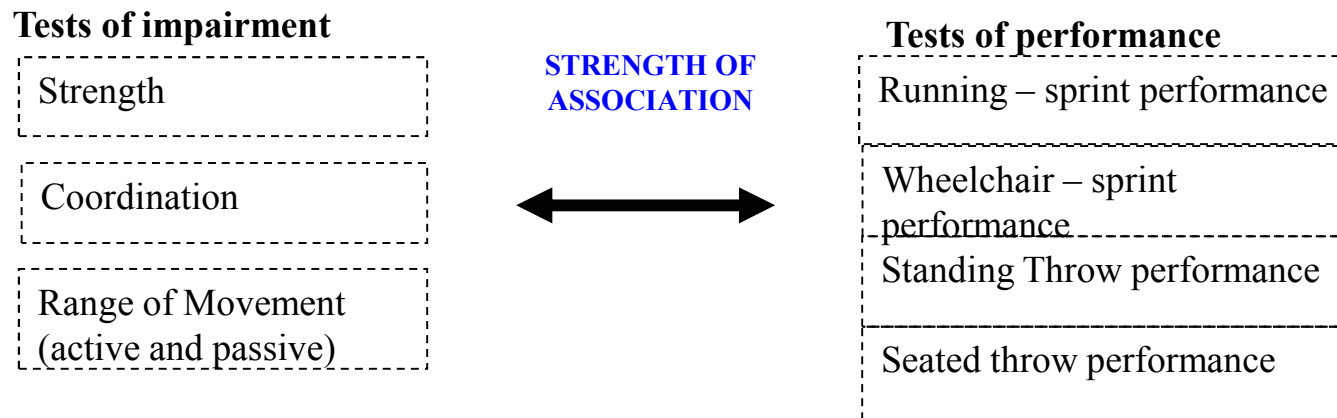 Tests of impairment
Strength
Coordination
Range of Movement
(active and passive)
STRENGTH OF
ASSOCIATION
Tests of performance
Running – sprint performance
Wheelchair – sprint
performance
Standing Throw performance
Seated throw performance